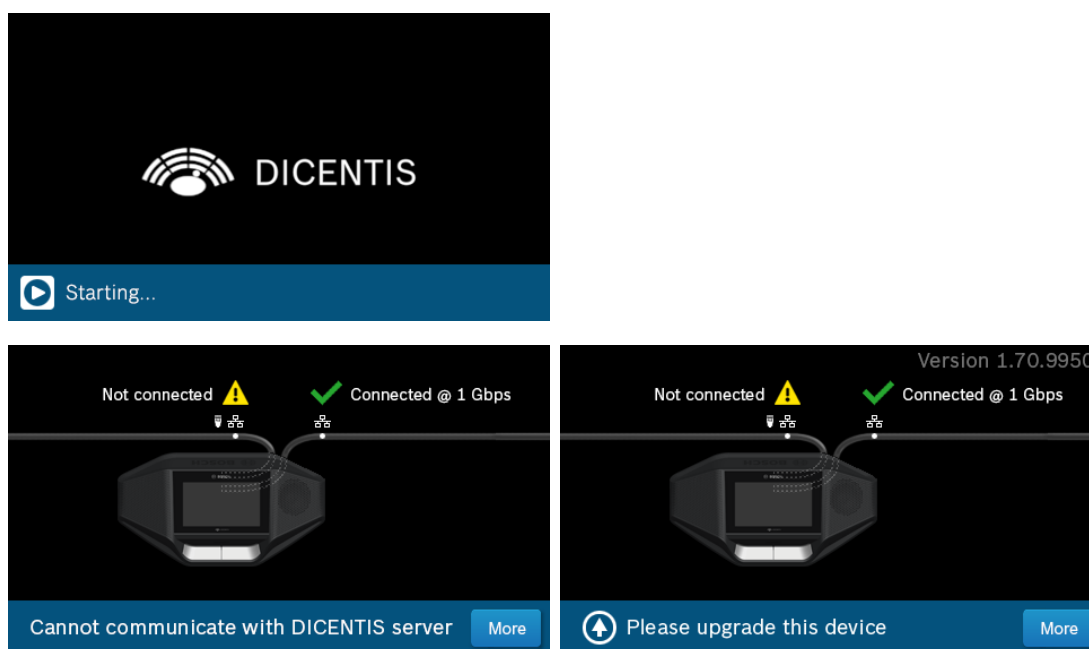 DICENTIS
Starting...
Not connected
Connected @ 1 Gbps
Cannot communicate with DICENTIS server
More
Version 1.70.9950
Not connected
Connected @ 1 Gbps
Please upgrade this device
More